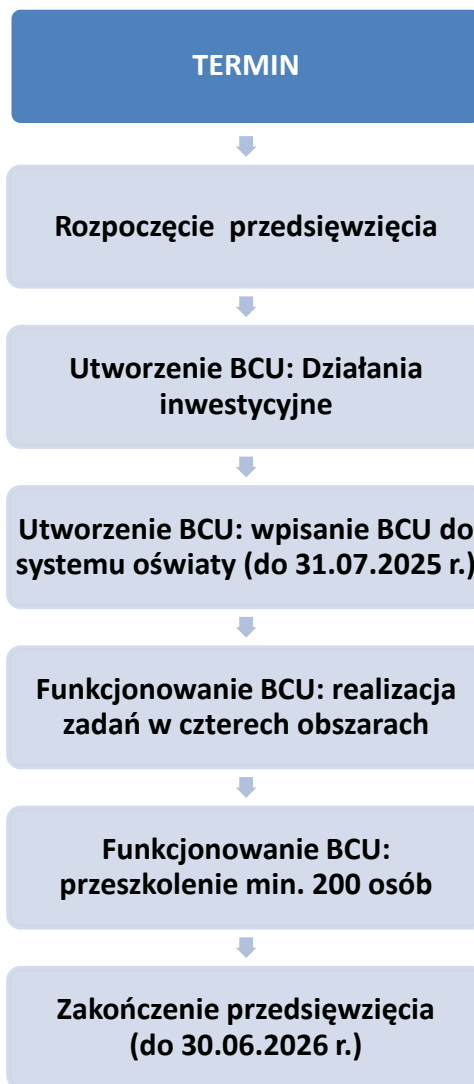 TERMIN
Rozpoczęcie przedsięwzięcia
Utworzenie BCU: Działania
inwestycyjne
Utworzenie BCU: wpisanie BCU do
systemu oświaty (do 31.07.2025 r.)
Funkcjonowanie BCU: realizacja
zadań w czterech obszarach
Funkcjonowanie BCU:
przeszkolenie min. 200 osób
Zakończenie przedsięwzięcia
(do 30.06.2026 r.)